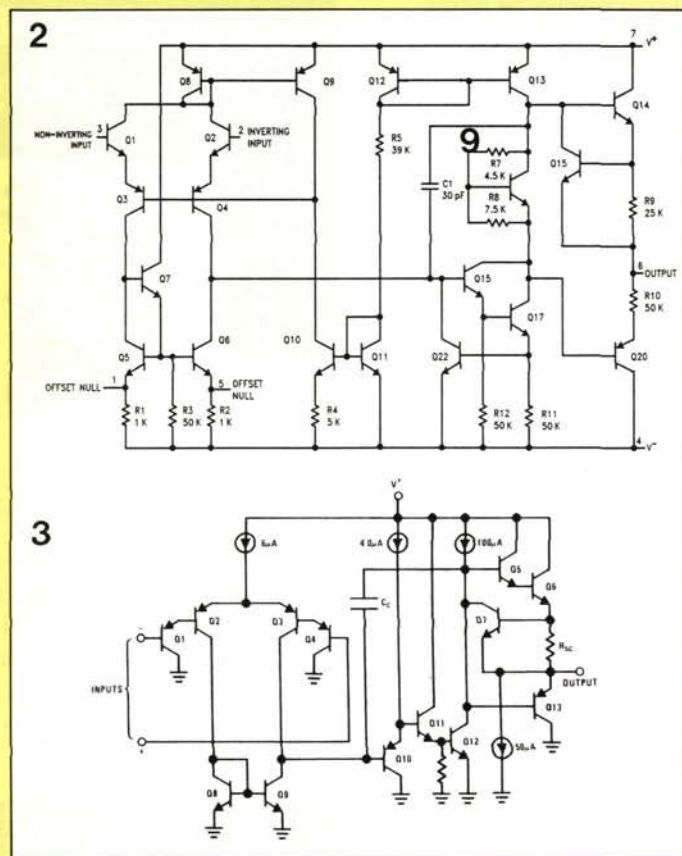 2
7
V+
Q8
Q9
Q12
Q13
Q14
3
NON-INVERTING
INPUT
Q1
Q2
2 INVERTING
INPUT
R5
39 K
9
R7
4.5 K
Q15
C1
30 pF
R8
7.5 K
R9
25 K
Q3
Q4
6
OUTPUT
Q7
Q15
R10
50 K
Q5
Q6
Q10
Q11
Q22
Q17
Q20
OFFSET NULL
1
5
OFFSET
NULL
R1
1 K
R3
50 K
R2
1 K
R4
5 K
R12
50 K
R11
50 K
4
V-
3
V+
6µA
4.0µA
100µA
Q5
Q6
CC
Q1
Q2
Q3
Q4
Q7
RSC
INPUTS
OUTPUT
Q11
Q13
Q10
Q12
50µA
Q8
Q9